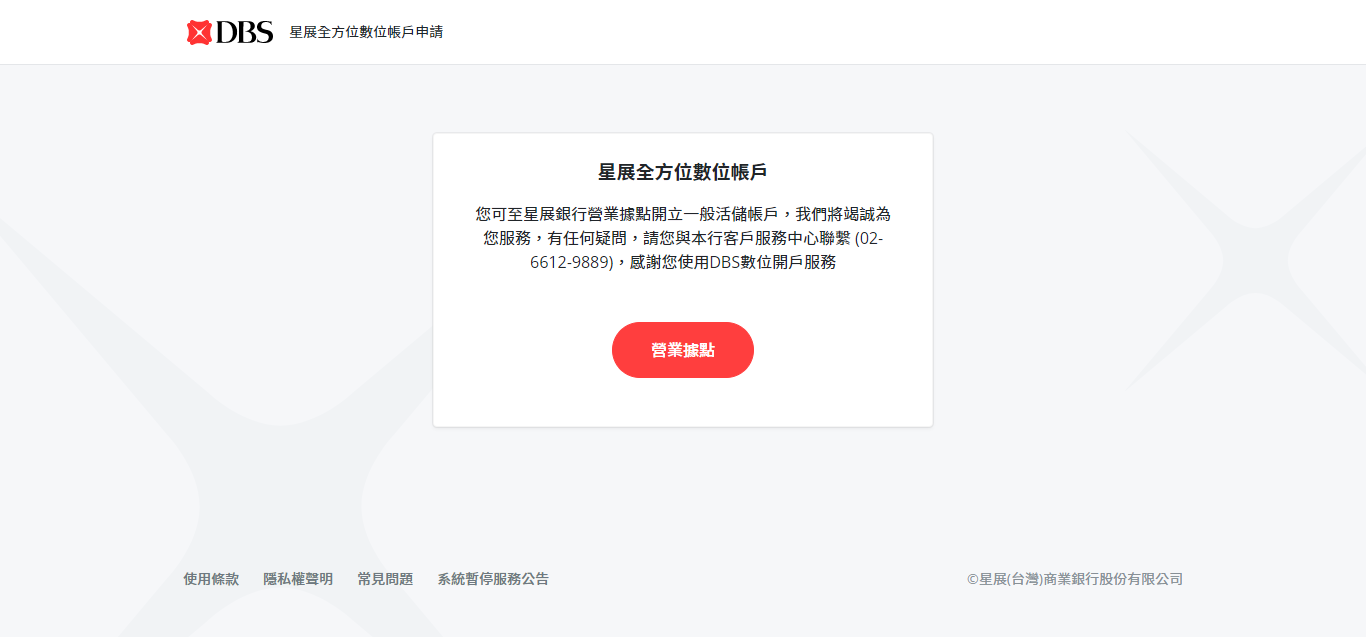 DBS 星展全方位數位帳戶申請
星展全方位數位帳戶
您可至星展銀行營業據點開立一般活儲帳戶，我們將竭誠為
您服務，有任何疑問，請您與本行客戶服務中心聯繫 (02-
6612-9889)，感謝您使用DBS數位開戶服務
營業據點
使用條款 隱私權聲明 常見問題 系統暫停服務公告 ©星展(台灣)商業銀行股份有限公司